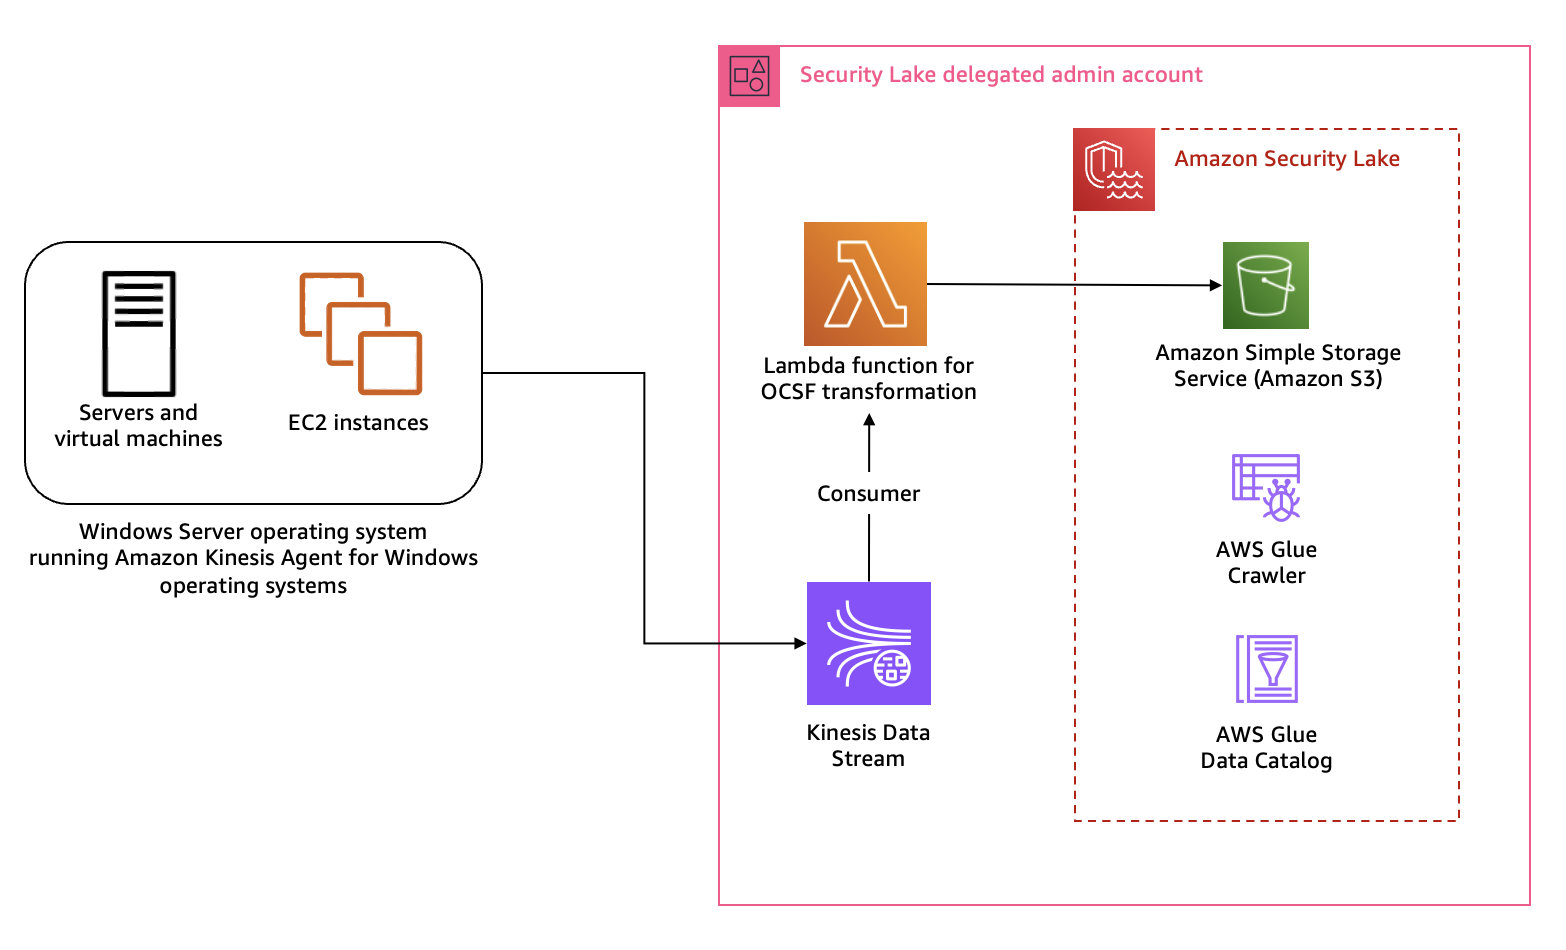 Security Lake delegated admin account
Amazon Security Lake
Servers and
virtual machines
EC2 instances
Windows Server operating system
running Amazon Kinesis Agent for Windows
operating systems
Lambda function for
OCSF transformation
Consumer
Kinesis Data
Stream
Amazon Simple Storage
Service (Amazon S3)
AWS Glue
Crawler
AWS Glue
Data Catalog